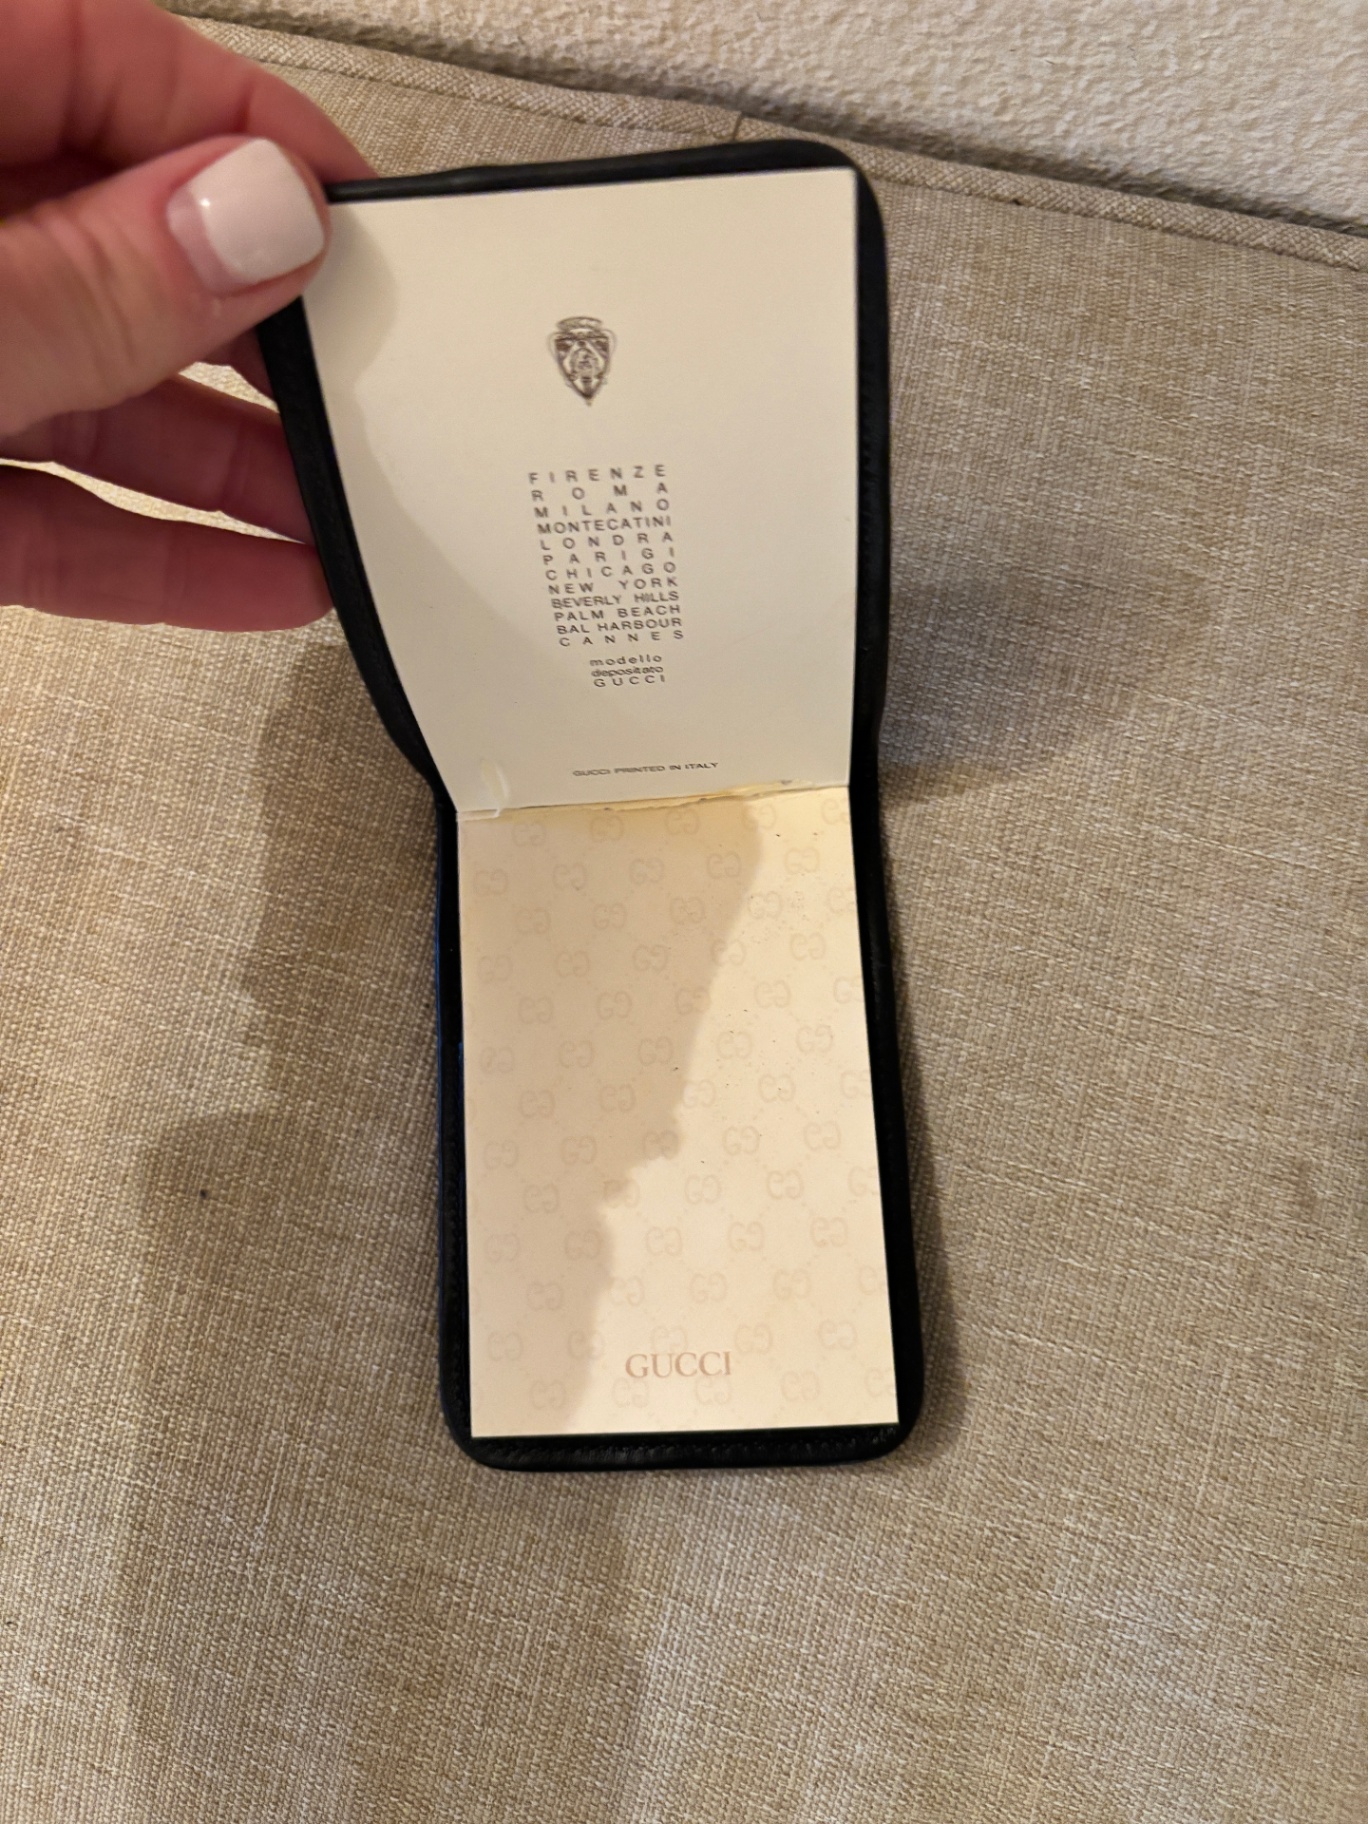 FIRENZE
ROMA
MILANO
MONTECATINI
LONDRA
PARIGI
CHICAGO
NEW YORK
BEVERLY HILLS
PALM BEACH
BAL HARBOUR
CANNES
modello
depositato
GUCCI
GUCCI PRINTED IN ITALY
GUCCI